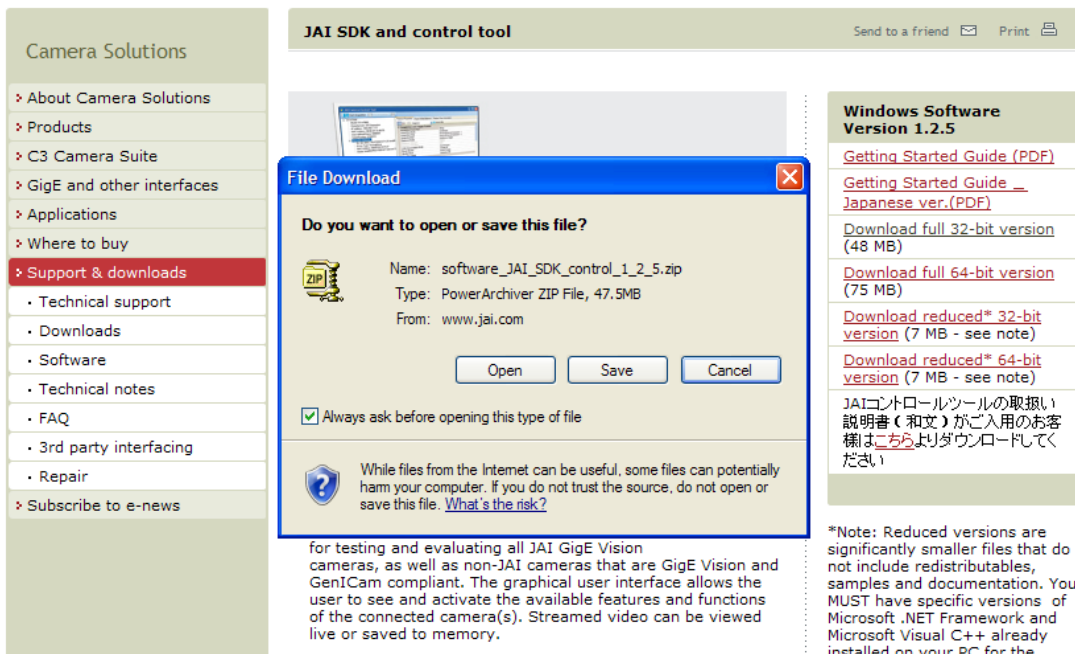 Camera Solutions
About Camera Solutions
Products
C3 Camera Suite
GigE and other interfaces
Applications
Where to buy
Support & downloads
Technical support
Downloads
Software
Technical notes
FAQ
3rd party interfacing
Repair
Subscribe to e-news
JAI SDK and control tool
Send to a friend
Print
File Download
Do you want to open or save this file?
ZIP
Name: software_JAI_SDK_control_1_2_5.zip
Type: PowerArchiver ZIP File, 47.5MB
From: www.jai.com
Open Save Cancel
Always ask before opening this type of file
While files from the Internet can be useful, some files can potentially
harm your computer. If you do not trust the source, do not open or
save this file. What's the risk?
for testing and evaluating all JAI GigE Vision
cameras, as well as non-JAI cameras that are GigE Vision and
GenICam compliant. The graphical user interface allows the
user to see and activate the available features and functions
of the connected camera(s). Streamed video can be viewed
live or saved to memory.
Windows Software
Version 1.2.5
Getting Started Guide (PDF)
Getting Started Guide _
Japanese ver.(PDF)
Download full 32-bit version
(48 MB)
Download full 64-bit version
(75 MB)
Download reduced* 32-bit
version (7 MB - see note)
Download reduced* 64-bit
version (7 MB - see note)
JAIコントロールツールの取扱い
説明書(和文)がご入用のお客
様はこちらよりダウンロードしてく
ださい
*Note: Reduced versions are
significantly smaller files that do
not include redistributables,
samples and documentation. You
MUST have specific versions of
Microsoft .NET Framework and
Microsoft Visual C++ already
installed on your PC for the